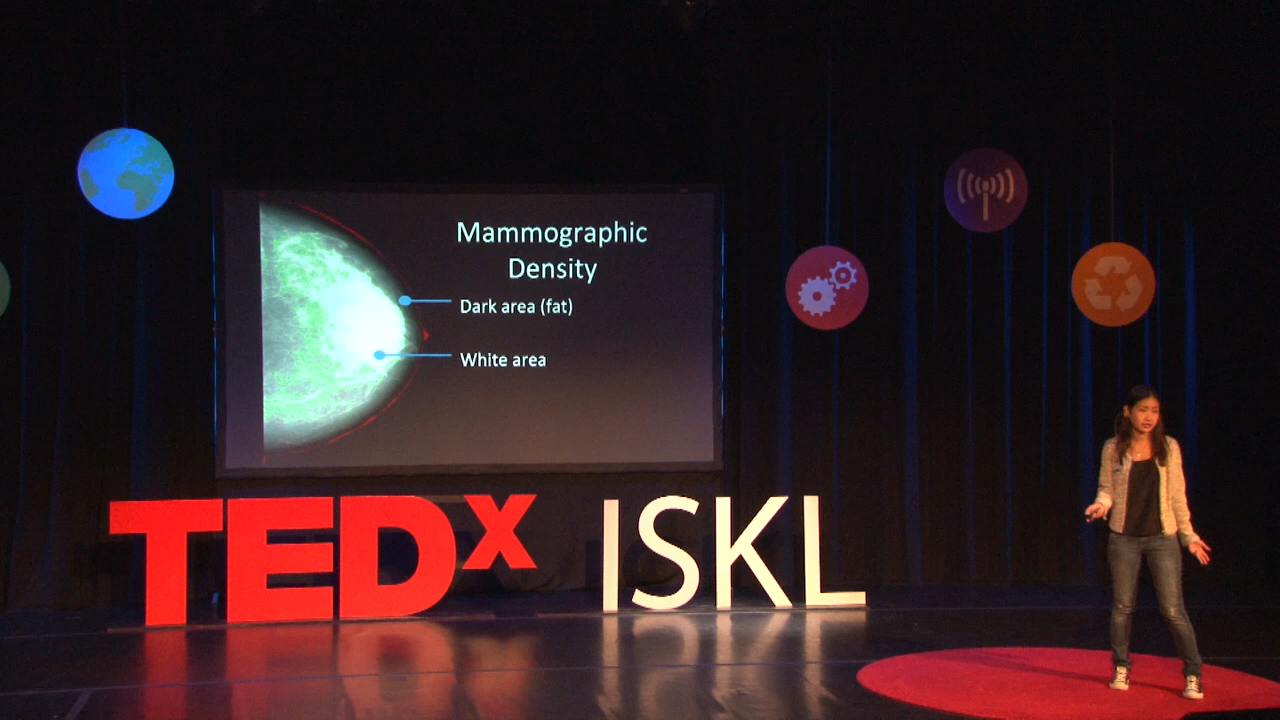 Mammographic
Density
Dark area (fat)
White area
TEDx ISKL